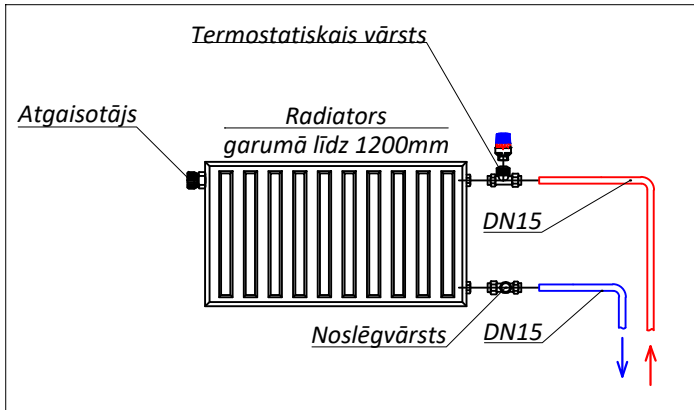 Termostatiskais vārsts
Atgaisotājs
Radiators
garumā līdz 1200mm
DN15
Noslēgvārsts
DN15